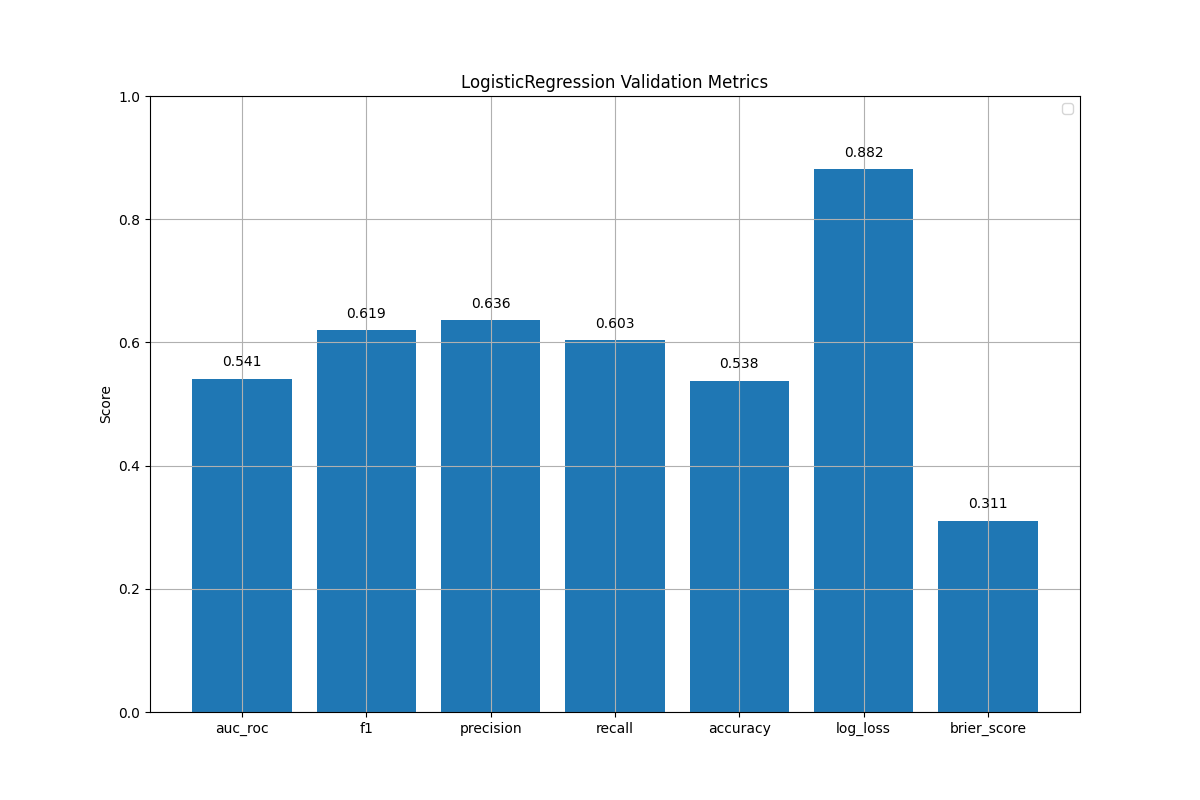 LogisticRegression Validation Metrics
1.0
0.8
0.6
0.4
0.2
0.0
Score
0.541
0.619
0.636
0.603
0.538
0.882
0.311
auc_roc
f1
precision
recall
accuracy
log_loss
brier_score